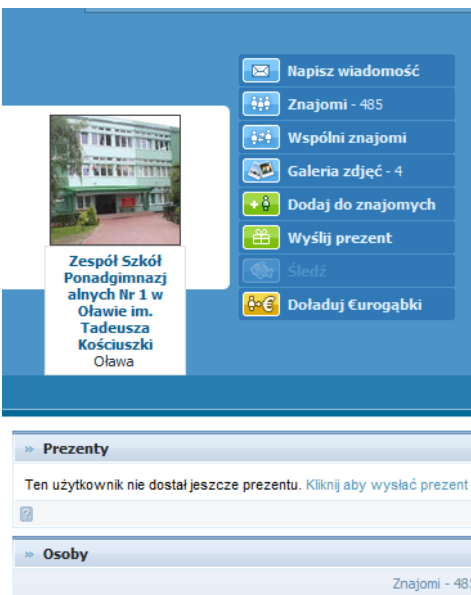 Napisz wiadomość
Znajomi - 485
Wspólni znajomi
Galeria zdjęć - 4
Dodaj do znajomych
Wyślij prezent
Śledź
Doładuj €urogąbki
Zespół Szkół
Ponadgimnazj
alnych Nr 1 w
Oławie im.
Tadeusza
Kościuszki
Oława
» Prezenty
Ten użytkownik nie dostał jeszcze prezentu. Kliknij aby wysłać prezent
?
» Osoby
Znajomi - 485